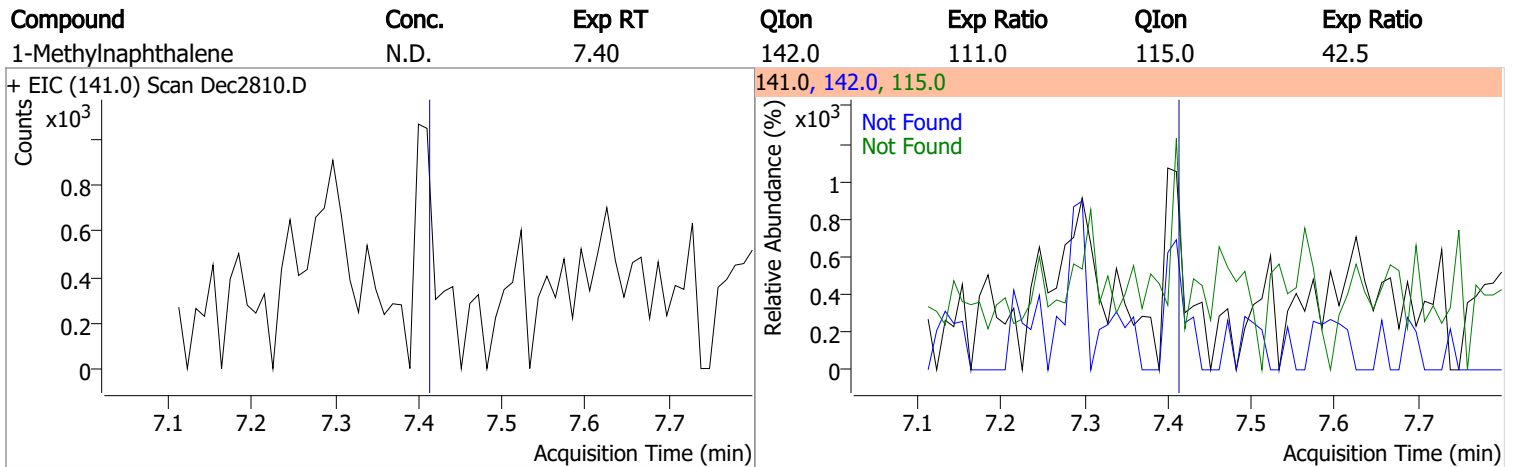 Compound Conc. Exp RT QIon Exp Ratio QIon Exp Ratio
1-Methylnaphthalene N.D. 7.40 142.0 111.0 115.0 42.5
+ EIC (141.0) Scan Dec2810.D
Counts
x10³
0.8
0.6
0.4
0.2
0
7.1 7.2 7.3 7.4 7.5 7.6 7.7
Acquisition Time (min)
141.0, 142.0, 115.0
Relative Abundance (%)
x10³
Not Found
Not Found
1
0.8
0.6
0.4
0.2
0
7.1 7.2 7.3 7.4 7.5 7.6 7.7
Acquisition Time (min)